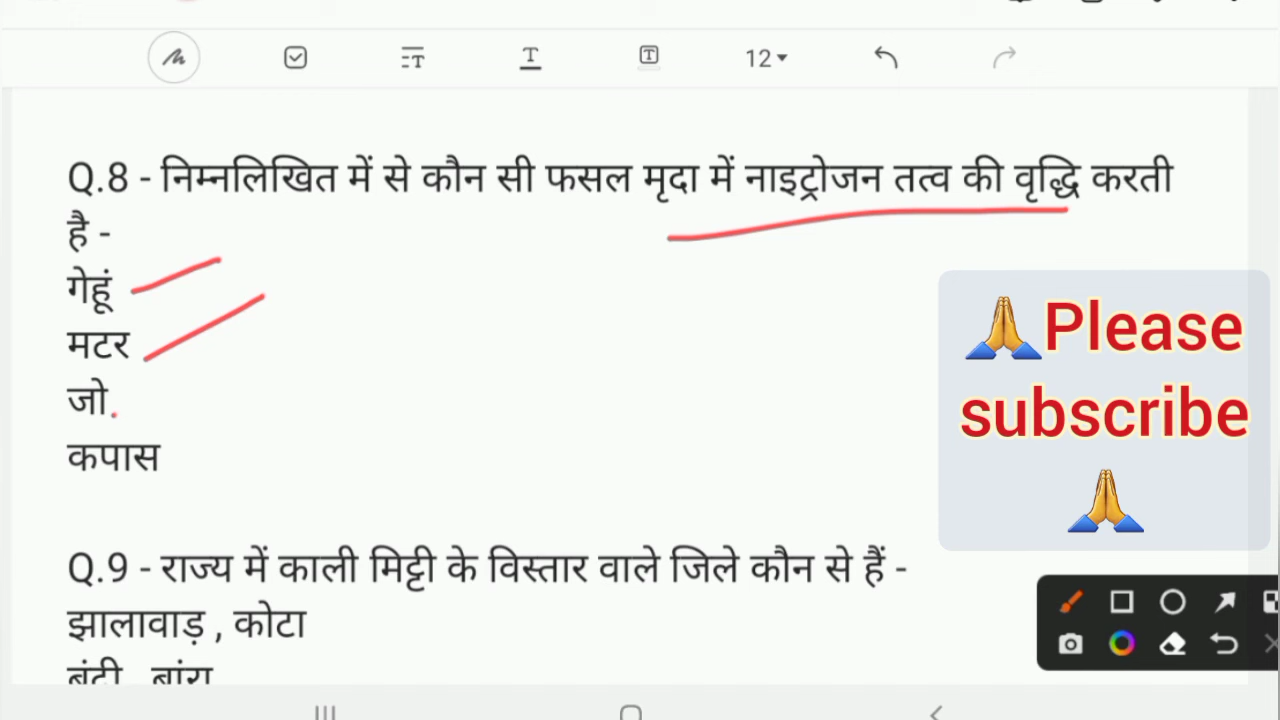 12
Q.8 - निम्नलिखित में से कौन सी फसल मृदा में नाइट्रोजन तत्व की वृद्धि करती
है -
गेहूं
मटर
जो
कपास
🙏Please
subscribe
🙏
Q.9 - राज्य में काली मिट्टी के विस्तार वाले जिले कौन से हैं -
झालावाड़ , कोटा